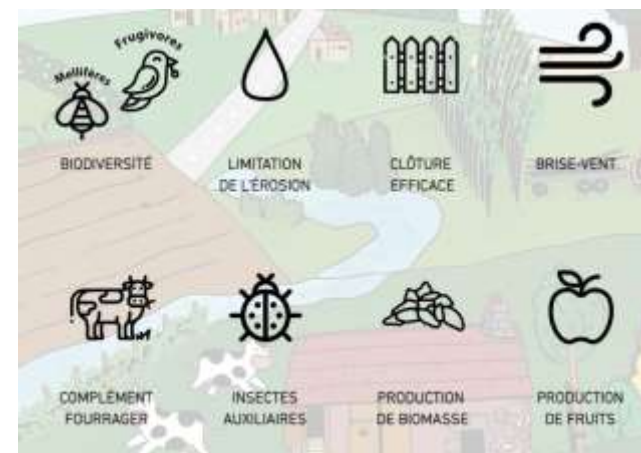 Frugivores
Mellifères
BIODIVERSITÉ
LIMITATION
DE L'ÉROSION
CLÔTURE
EFFICACE
BRISE-VENT
COMPLÉMENT
FOURRAGER
INSECTES
AUXILIAIRES
PRODUCTION
DE BIOMASSE
PRODUCTION
DE FRUITS